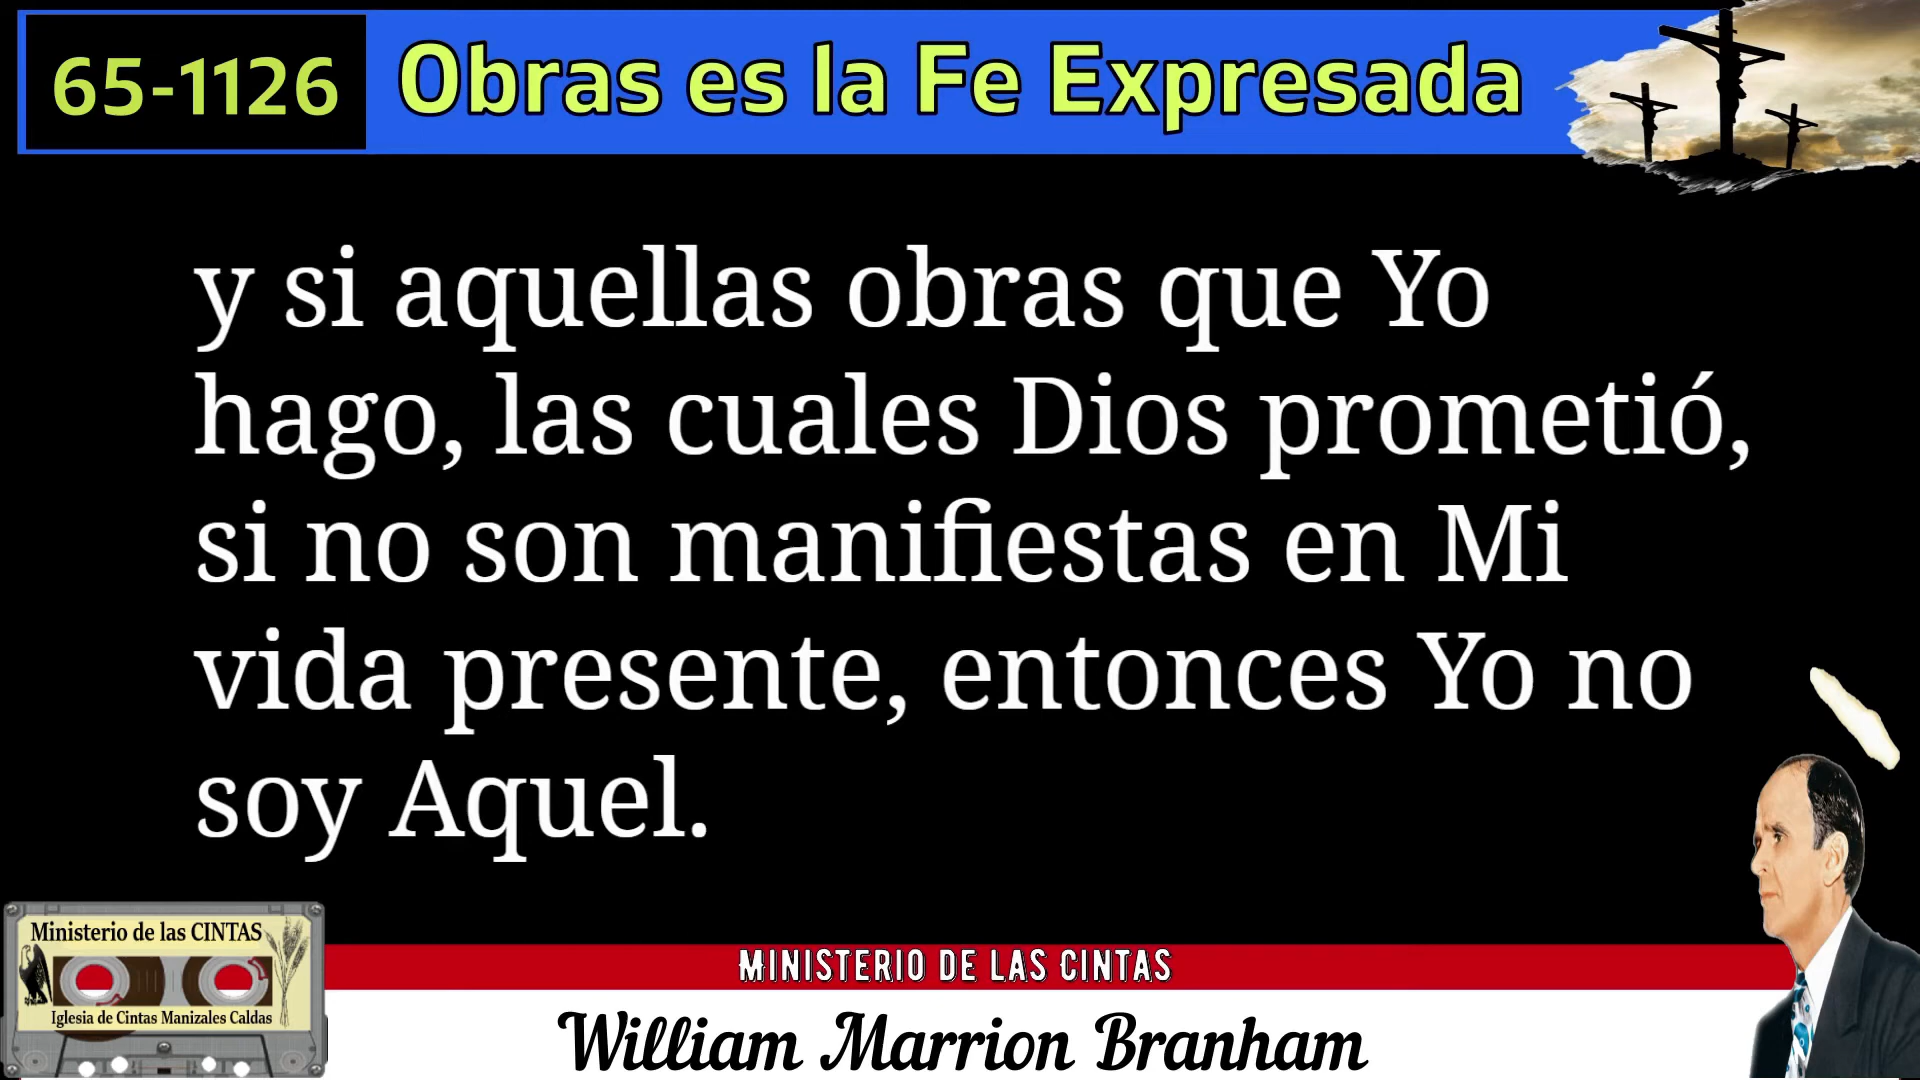 65-1126
Obras es la Fe Expresada
y si aquellas obras que Yo
hago, las cuales Dios prometió,
si no son manifiestas en Mi
vida presente, entonces Yo no
soy Aquel.
Ministerio de las CINTAS
Iglesia de Cintas Manizales Caldas
MINISTERIO DE LAS CINTAS
William Marrion Branham